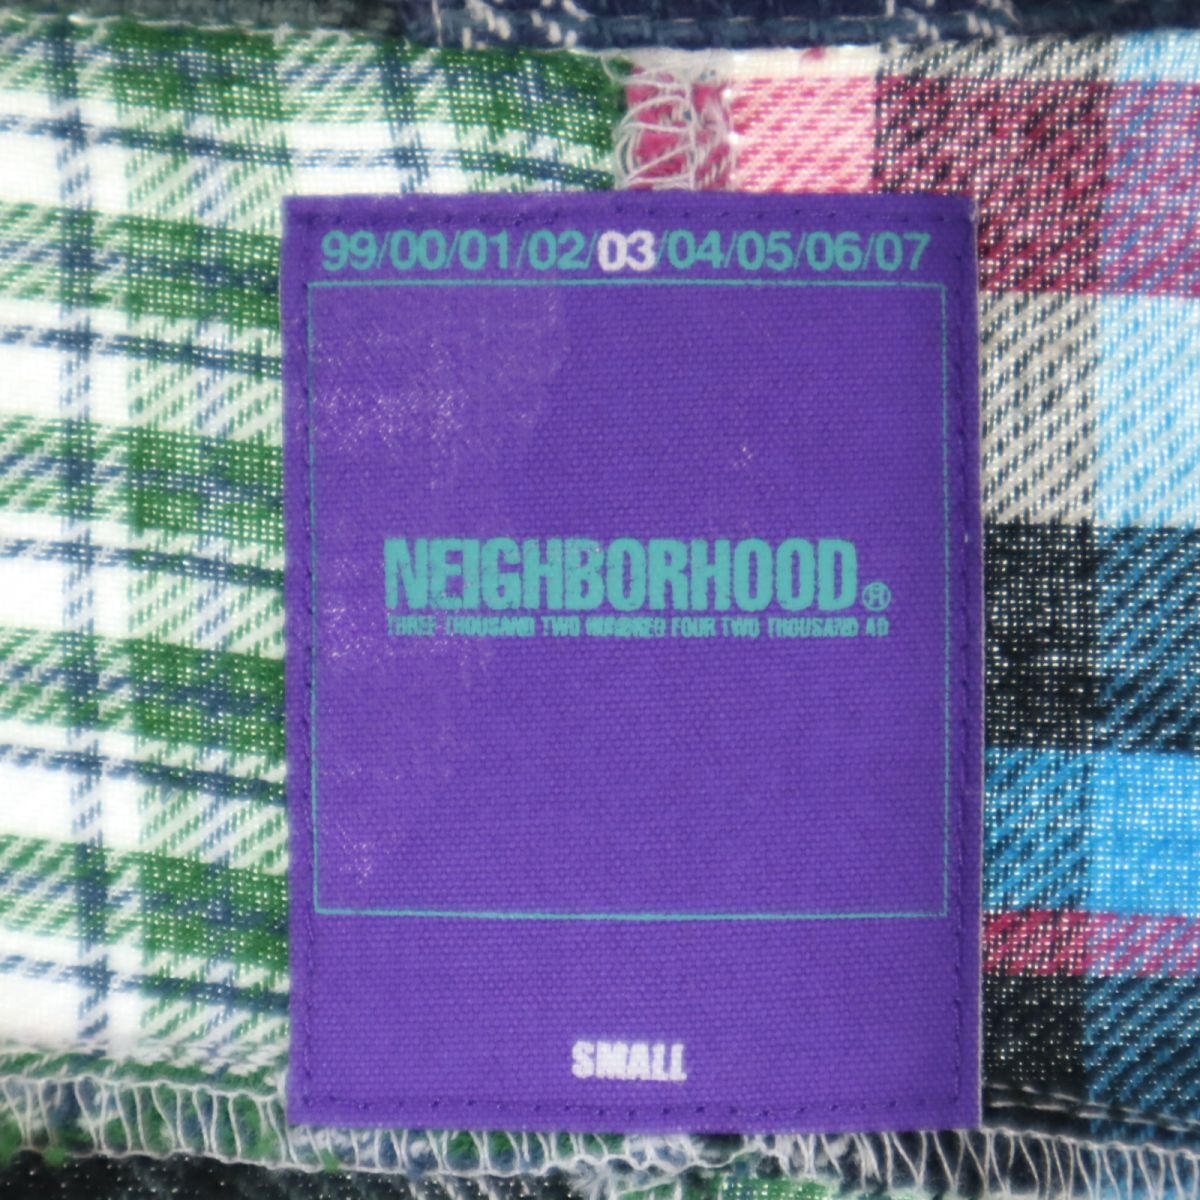 99/00/01/02/03/04/05/06/07
NEIGHBORHOOD®
THREE THOUSAND TWO HUNDRED FOUR TWO THOUSAND AD
SMALL